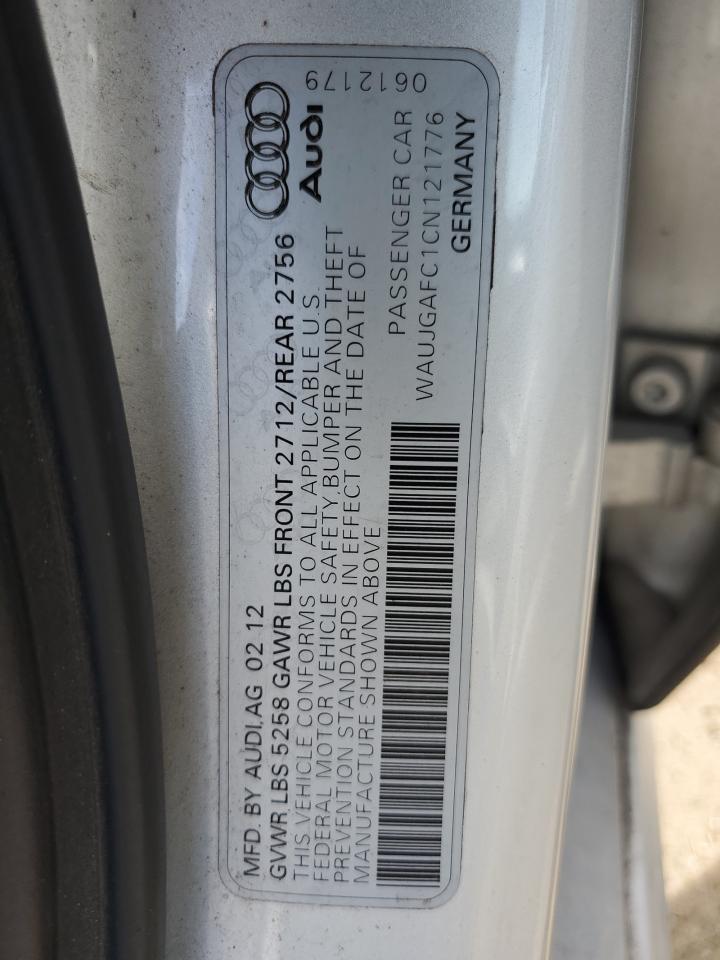 MFD. BY AUDI.AG 02 12
GVWR LBS 5258 GAWR LBS FRONT 2712/REAR 2756
THIS VEHICLE CONFORMS TO ALL APPLICABLE U.S.
FEDERAL MOTOR VEHICLE SAFETY,BUMPER AND THEFT
PREVENTION STANDARDS IN EFFECT ON THE DATE OF
MANUFACTURE SHOWN ABOVE
Audi
0612179
PASSENGER CAR
WAUJGAFC1CN121776
GERMANY